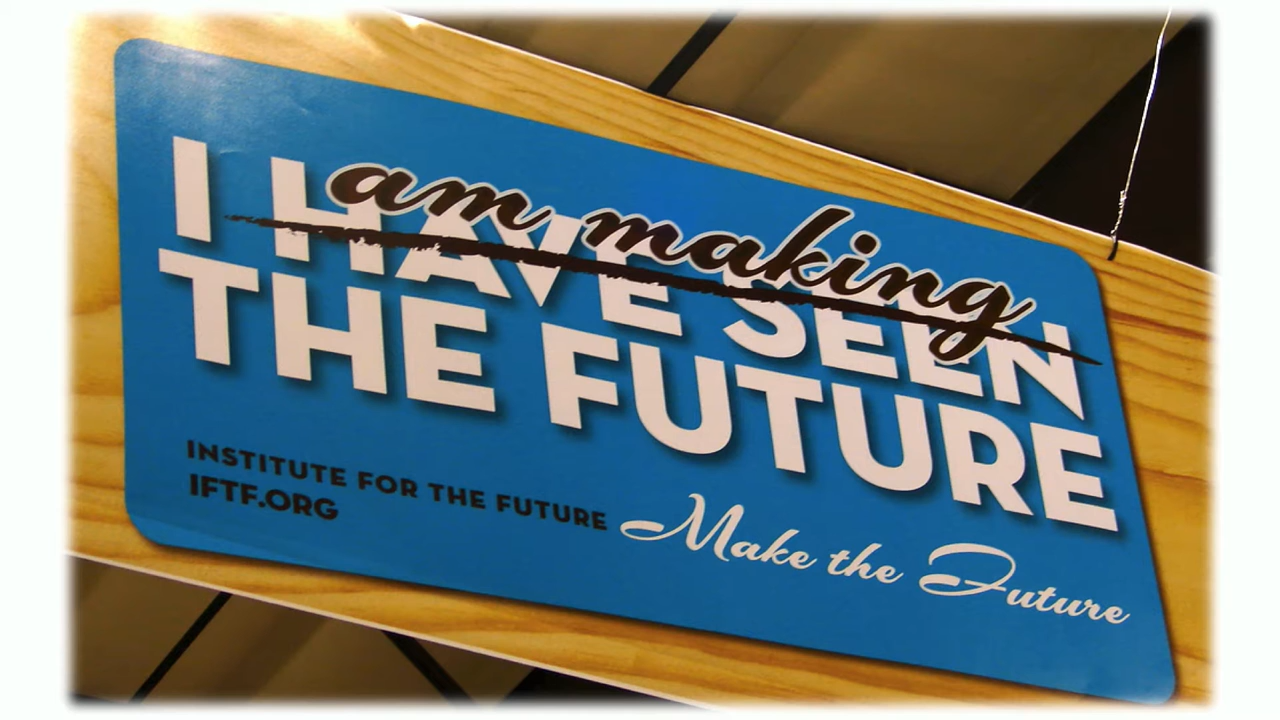 am making
I HAVE SEEN
THE FUTURE
INSTITUTE FOR THE FUTURE
IFTF.ORG
Make the Future